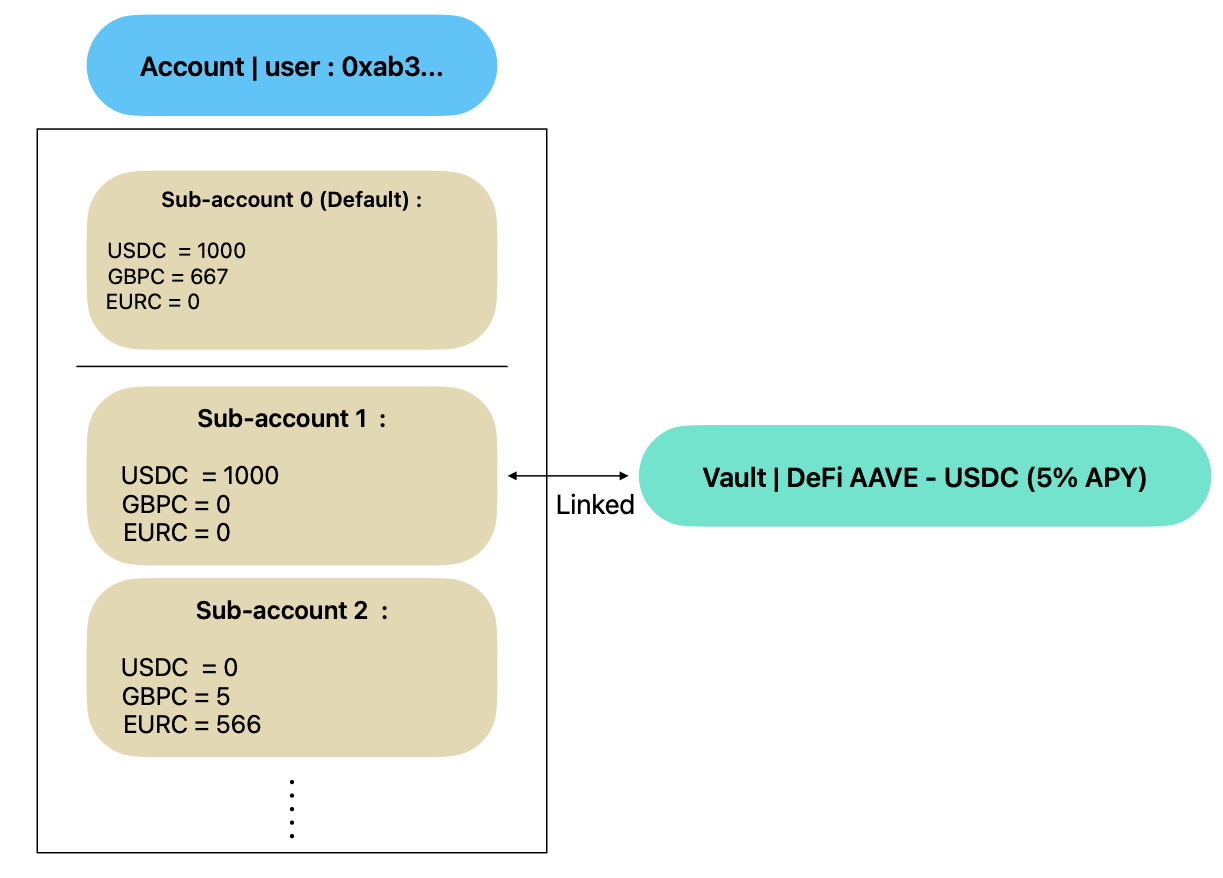 Account | user : 0xab3...
Sub-account 0 (Default) :
USDC = 1000
GBPC = 667
EURC = 0
Sub-account 1 :
USDC = 1000
GBPC = 0
EURC = 0
Linked
Vault | DeFi AAVE - USDC (5% APY)
Sub-account 2 :
USDC = 0
GBPC = 5
EURC = 566